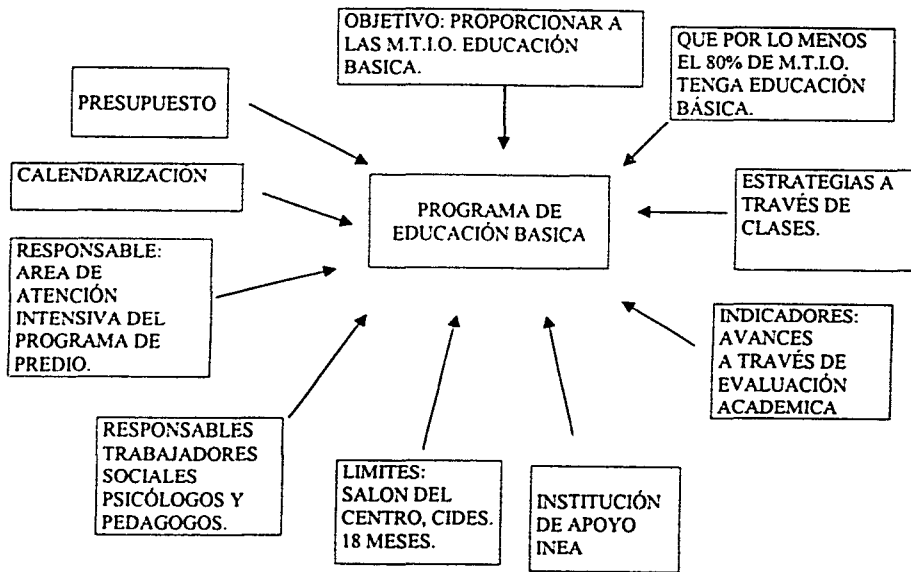 OBJETIVO: PROPORCIONAR A
LAS M.T.I.O. EDUCACIÓN
BASICA.
QUE POR LO MENOS
EL 80% DE M.T.I.O.
TENGA EDUCACIÓN
BÁSICA.
PRESUPUESTO
CALENDARIZACIÓN
PROGRAMA DE
EDUCACIÓN BASICA
ESTRATEGIAS A
TRAVÉS DE
CLASES.
RESPONSABLE:
AREA DE
ATENCIÓN
INTENSIVA DEL
PROGRAMA DE
PREDIO.
INDICADORES:
AVANCES
A TRAVÉS DE
EVALUACIÓN
ACADEMICA
RESPONSABLES
TRABAJADORES
SOCIALES
PSICÓLOGOS Y
PEDAGOGOS.
LIMITES:
SALON DEL
CENTRO, CIDES.
18 MESES.
INSTITUCIÓN
DE APOYO
INEA